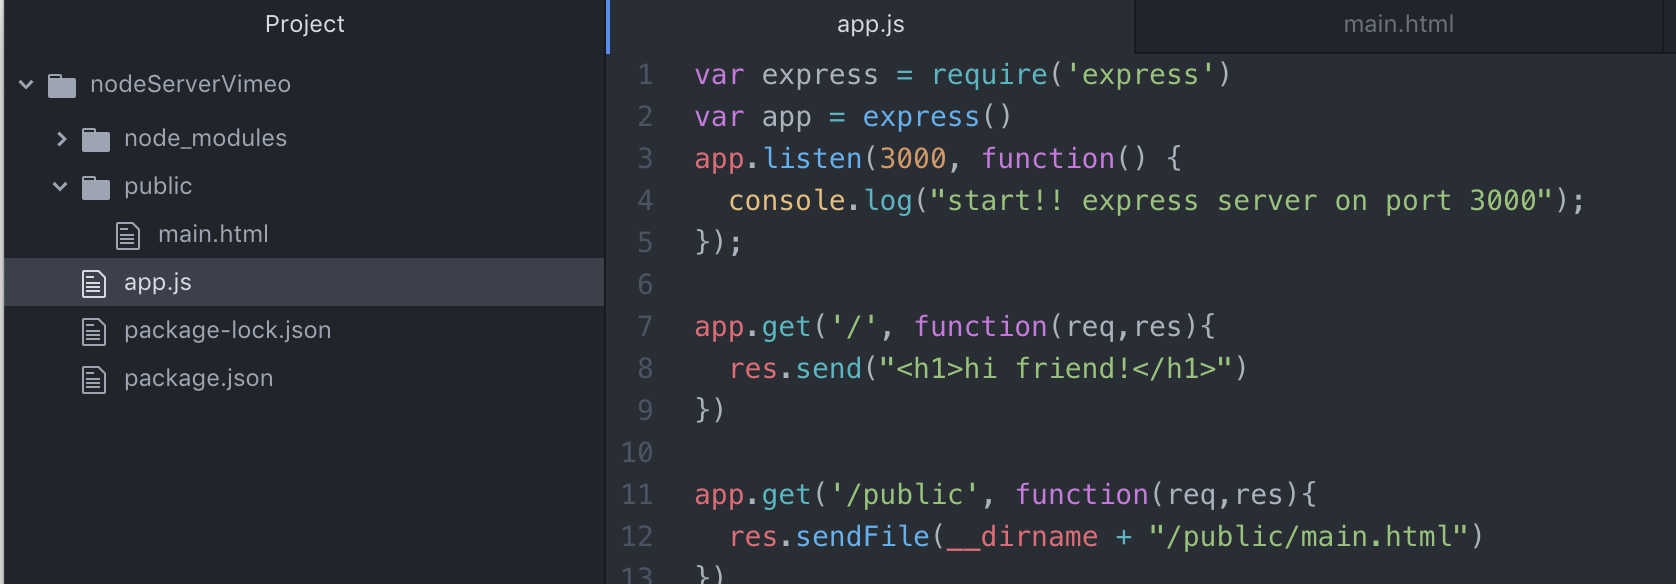 Project
nodeServerVimeo
node_modules
public
main.html
app.js
package-lock.json
package.json
app.js
main.html
1 var express = require('express')
2 var app = express()
3 app.listen(3000, function() {
4   console.log("start!! express server on port 3000");
5 });
6
7 app.get('/', function(req,res){
8   res.send("<h1>hi friend!</h1>")
9 })
10
11 app.get('/public', function(req,res){
12   res.sendFile(__dirname + "/public/main.html")
13 })